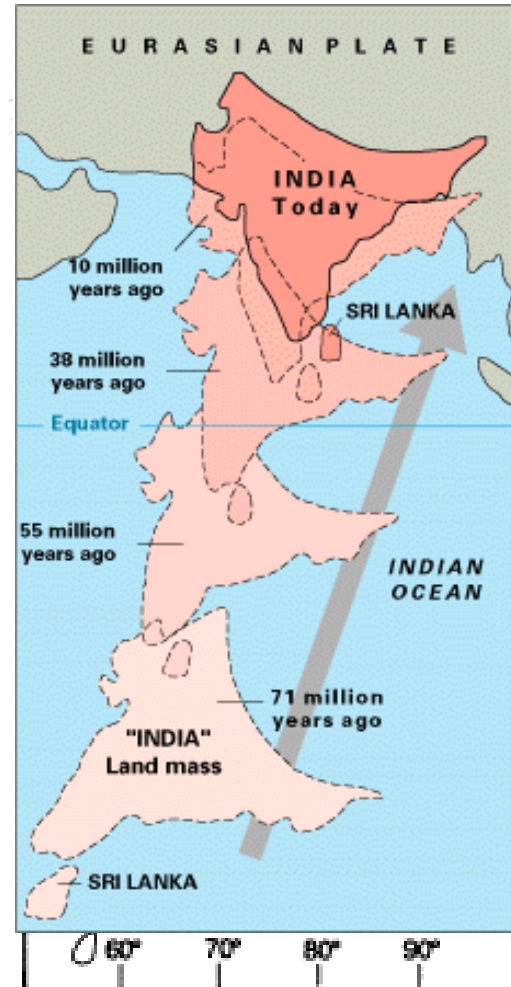 EURASIAN PLATE
INDIA
Today
10 million
years ago
SRI LANKA
38 million
years ago
Equator
55 million
years ago
INDIAN
OCEAN
71 million
years ago
"INDIA"
Land mass
SRI LANKA
60° 70° 80° 90°